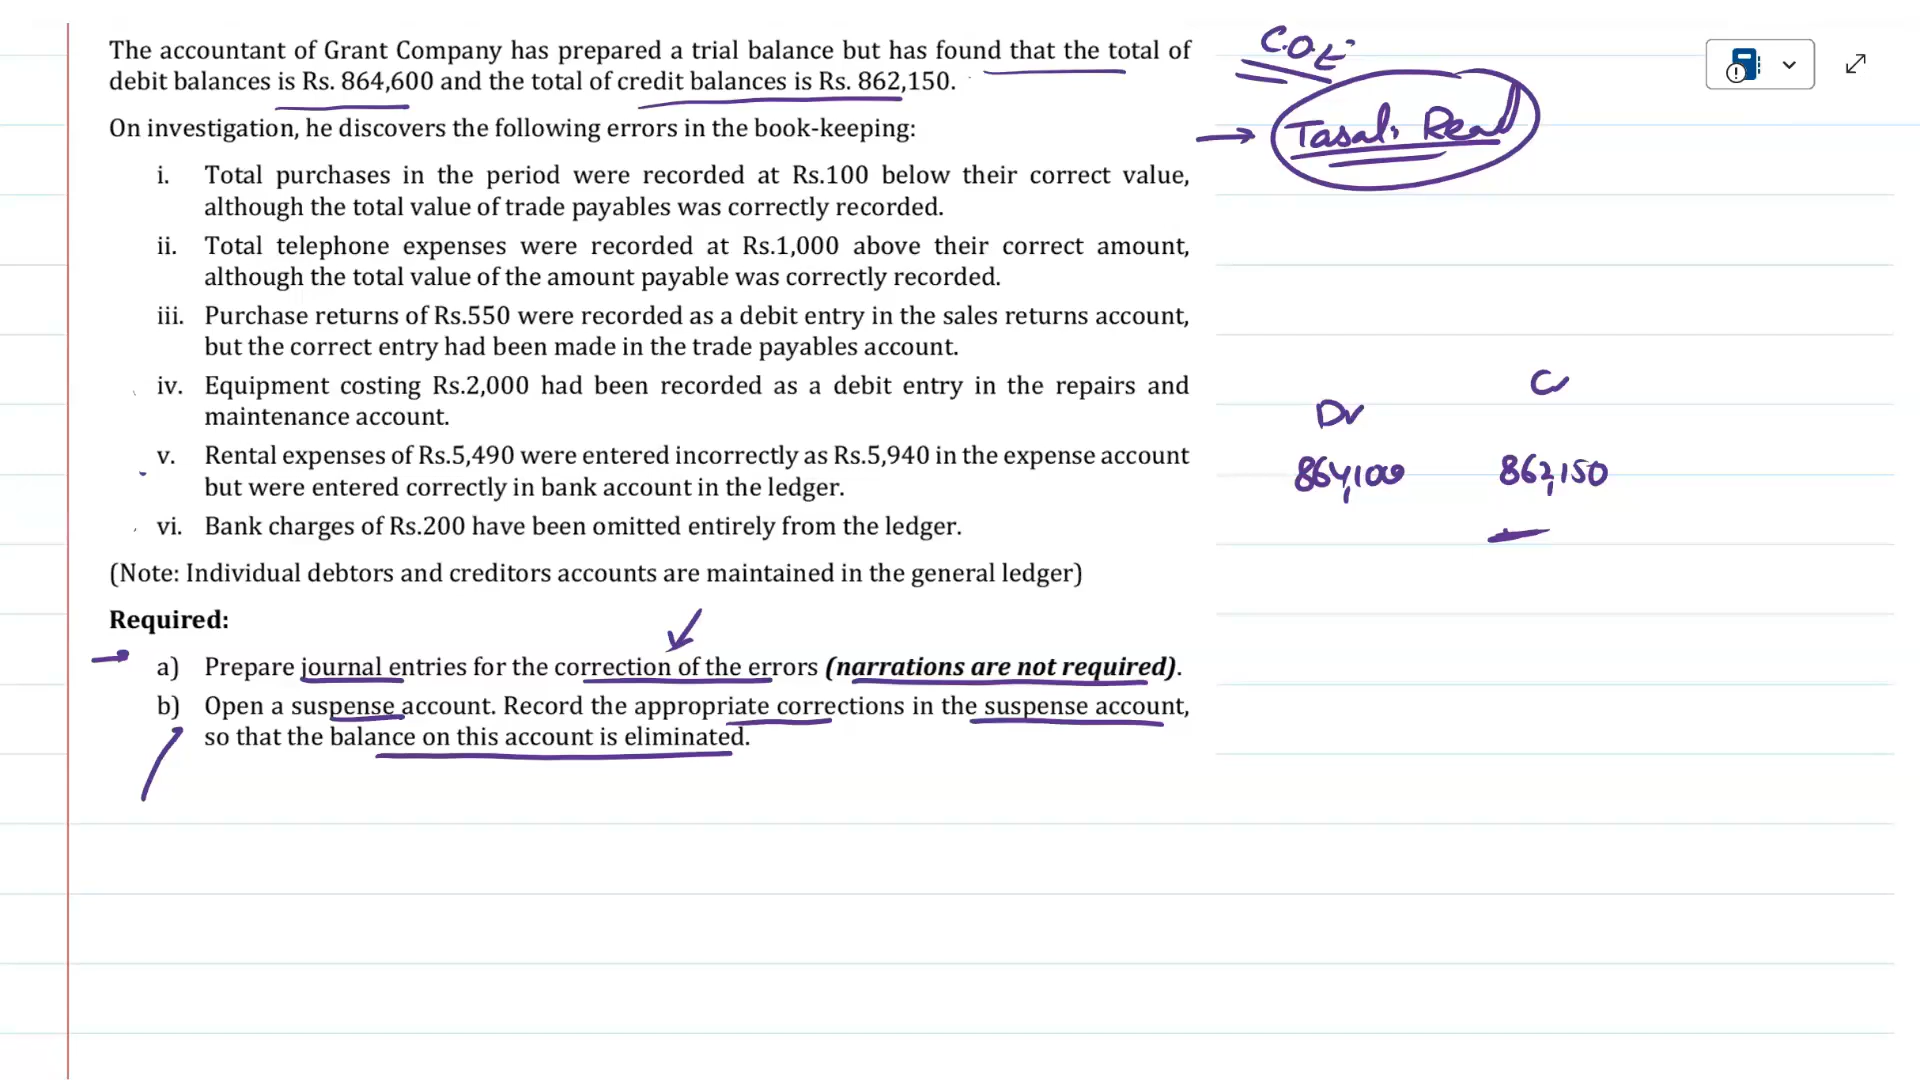 The accountant of Grant Company has prepared a trial balance but has found that the total of
debit balances is Rs. 864,600 and the total of credit balances is Rs. 862,150.
On investigation, he discovers the following errors in the book-keeping:
i. Total purchases in the period were recorded at Rs.100 below their correct value,
although the total value of trade payables was correctly recorded.
ii. Total telephone expenses were recorded at Rs.1,000 above their correct amount,
although the total value of the amount payable was correctly recorded.
iii. Purchase returns of Rs.550 were recorded as a debit entry in the sales returns account,
but the correct entry had been made in the trade payables account.
iv. Equipment costing Rs.2,000 had been recorded as a debit entry in the repairs and
maintenance account.
v. Rental expenses of Rs.5,490 were entered incorrectly as Rs.5,940 in the expense account
but were entered correctly in bank account in the ledger.
vi. Bank charges of Rs.200 have been omitted entirely from the ledger.
(Note: Individual debtors and creditors accounts are maintained in the general ledger)
Required:
a) Prepare journal entries for the correction of the errors (narrations are not required).
b) Open a suspense account. Record the appropriate corrections in the suspense account,
so that the balance on this account is eliminated.
C.O.E
Tasali Read
Dr Cr
864,100 862,150